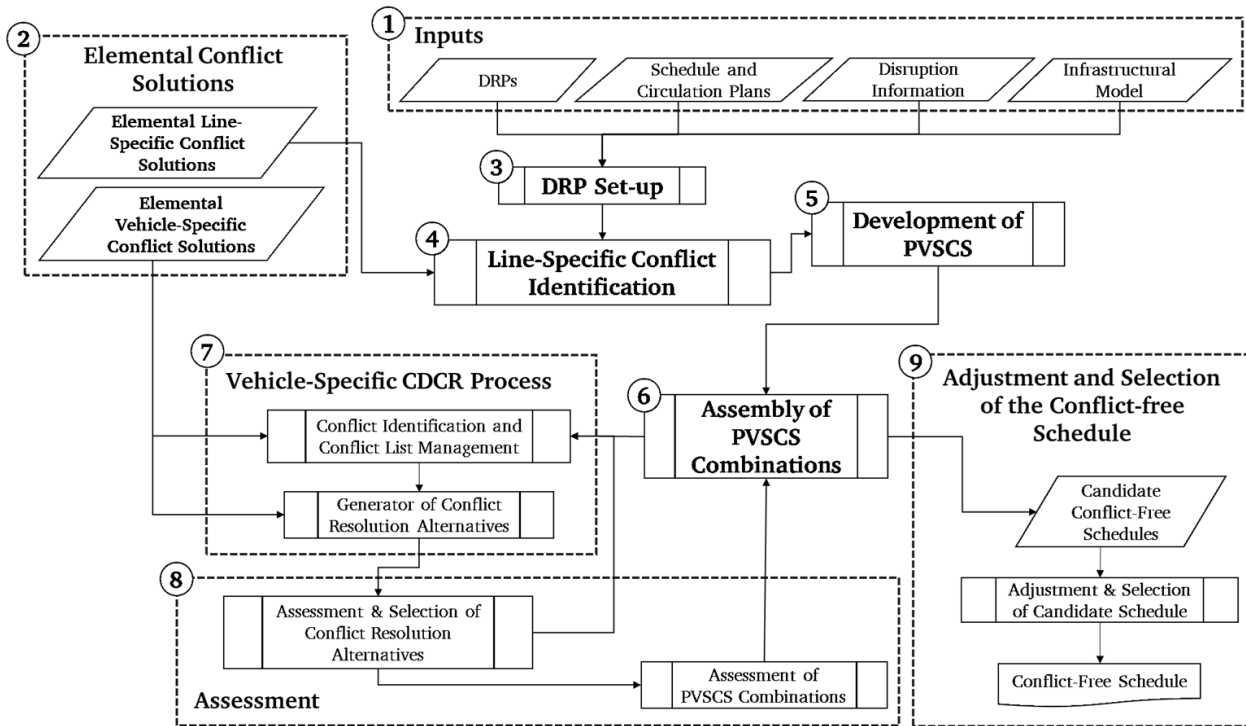 1
Inputs
DRPs
Schedule and
Circulation Plans
Disruption
Information
Infrastructural
Model
2
Elemental Conflict
Solutions
Elemental Line-
Specific Conflict
Solutions
Elemental
Vehicle-Specific
Conflict Solutions
3
DRP Set-up
4
Line-Specific Conflict
Identification
5
Development of
PVSCS
6
Assembly of
PVSCS
Combinations
7
Vehicle-Specific CDCR Process
Conflict Identification and
Conflict List Management
Generator of Conflict
Resolution Alternatives
8
Assessment & Selection of
Conflict Resolution
Alternatives
Assessment of
PVSCS Combinations
Assessment
9
Adjustment and Selection
of the Conflict-free
Schedule
Candidate
Conflict-Free
Schedules
Adjustment & Selection
of Candidate Schedule
Conflict-Free Schedule